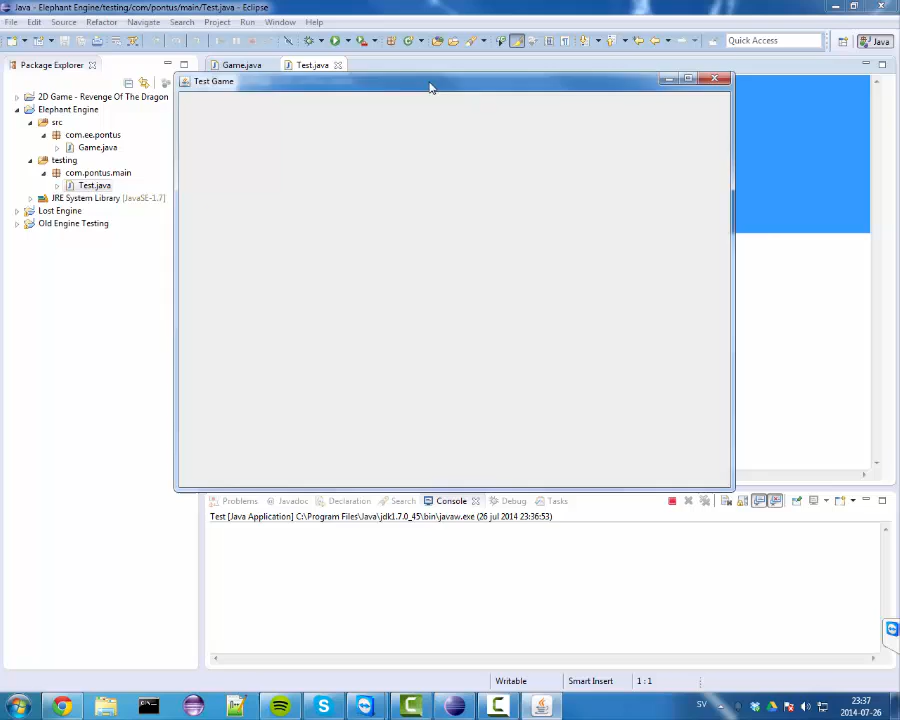 Java - Elephant Engine/testing/com/pontus/main/Test.java - Eclipse
File Edit Source Refactor Navigate Search Project Run Window Help
Quick Access
Java
Package Explorer
Game.java
Test.java
Test Game
2D Game - Revenge Of The Dragon
Elephant Engine
src
com.ee.pontus
Game.java
testing
com.pontus.main
Test.java
JRE System Library [JavaSE-1.7]
Lost Engine
Old Engine Testing
Problems Javadoc Declaration Search Console Debug Tasks
Test [Java Application] C:\Program Files\Java\jdk1.7.0_45\bin\javaw.exe (26 jul 2014 23:36:53)
Writable Smart Insert 1 : 1
SV
23:37
2014-07-26